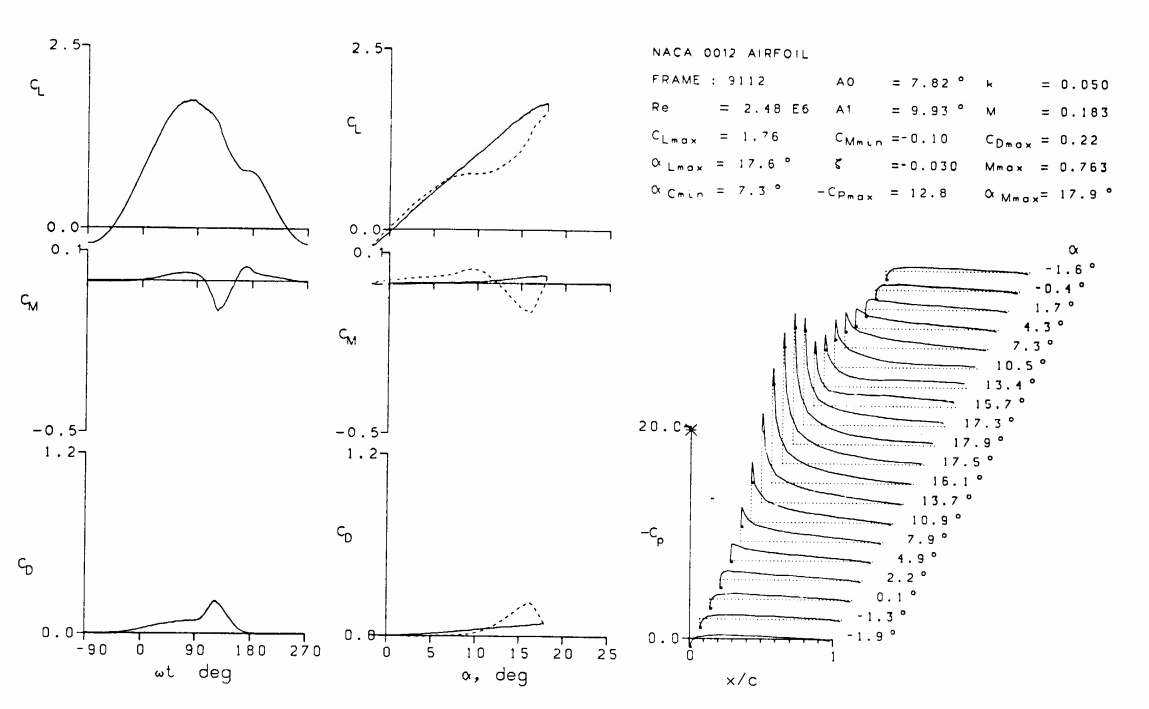 NACA 0012 AIRFOIL
FRAME : 9112 A0 = 7.82 ° k = 0.050
Re = 2.48 E6 A1 = 9.93 ° M = 0.183
CLmax = 1.76 CMmin =-0.10 CDmax = 0.22
α Lmax = 17.6 ° ζ =-0.030 Mmax = 0.763
α Cmin = 7.3 ° -CPmax = 12.8 α Mmax= 17.9 °
2.5
CL
0.0
2.5
CL
0.0
0.1
CM
-0.5
0.1
CM
-0.5
1.2
CD
0.0
-90 0 90 180 270
ωt deg
1.2
CD
0.0
0 5 10 15 20 25
α, deg
α
-1.6 °
-0.4 °
1.7 °
4.3 °
7.3 °
10.5 °
13.4 °
15.7 °
17.3 °
17.9 °
17.5 °
16.1 °
13.7 °
10.9 °
7.9 °
4.9 °
2.2 °
0.1 °
-1.3 °
-1.9 °
20.0
-Cp
0.0
0 1
x/c